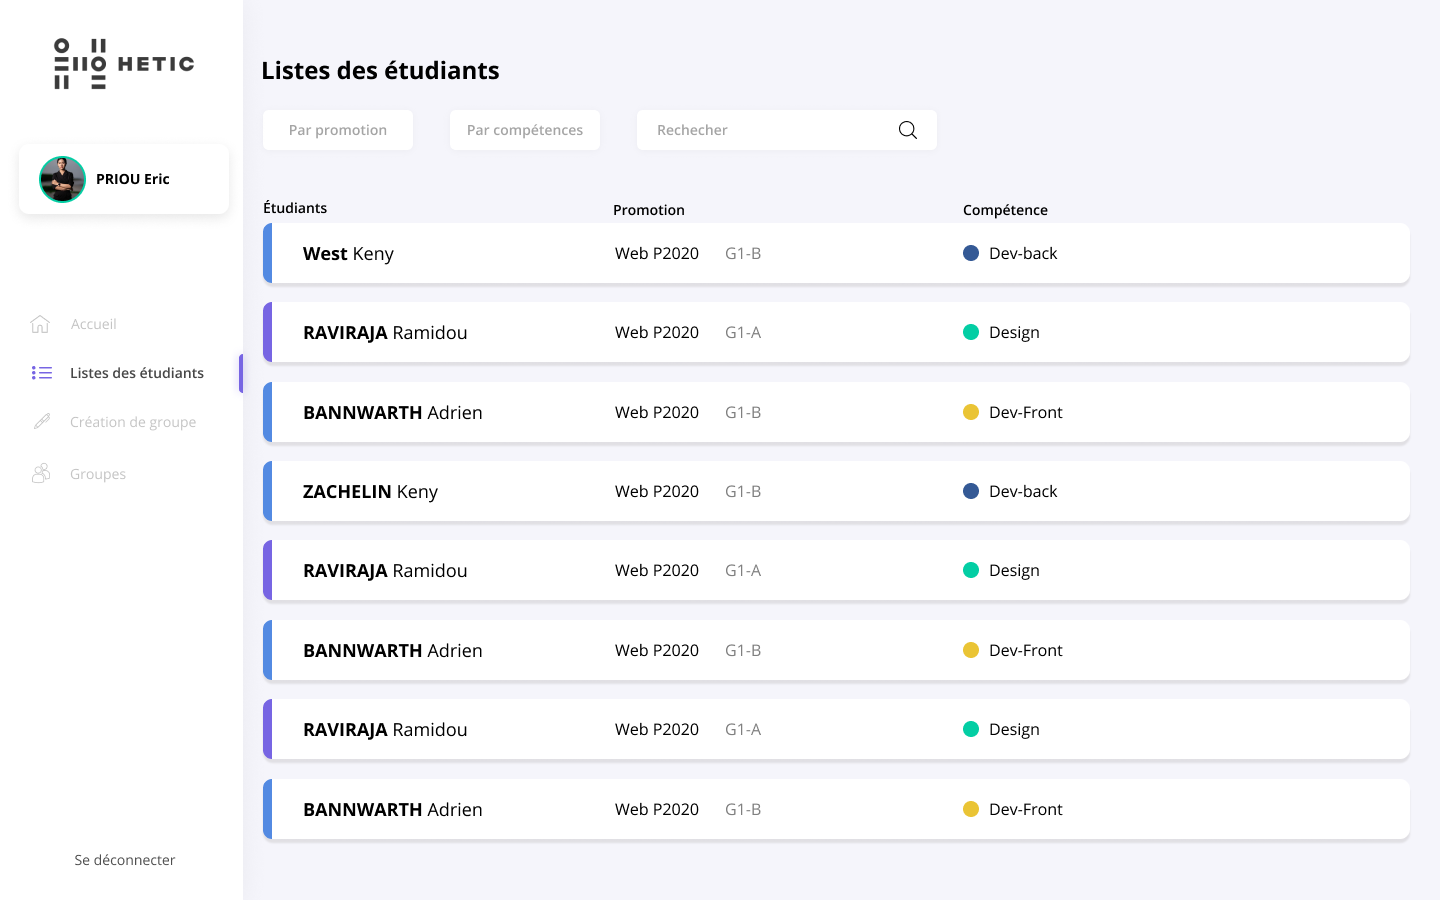 HETIC
PRIOU Eric
Accueil
Listes des étudiants
Création de groupe
Groupes
Se déconnecter
Listes des étudiants
Par promotion
Par compétences
Rechecher
Étudiants Promotion Compétence
West Keny Web P2020 G1-B Dev-back
RAVIRAJA Ramidou Web P2020 G1-A Design
BANNWARTH Adrien Web P2020 G1-B Dev-Front
ZACHELIN Keny Web P2020 G1-B Dev-back
RAVIRAJA Ramidou Web P2020 G1-A Design
BANNWARTH Adrien Web P2020 G1-B Dev-Front
RAVIRAJA Ramidou Web P2020 G1-A Design
BANNWARTH Adrien Web P2020 G1-B Dev-Front